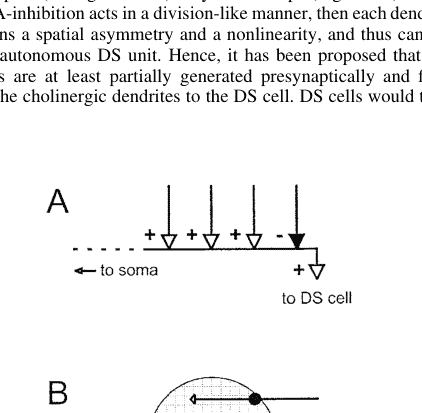 A-inhibition acts in a division-like manner, then each dend
ns a spatial asymmetry and a nonlinearity, and thus can
autonomous DS unit. Hence, it has been proposed that
s are at least partially generated presynaptically and f
he cholinergic dendrites to the DS cell. DS cells would t
A
+ + + -
to soma
+
to DS cell
B